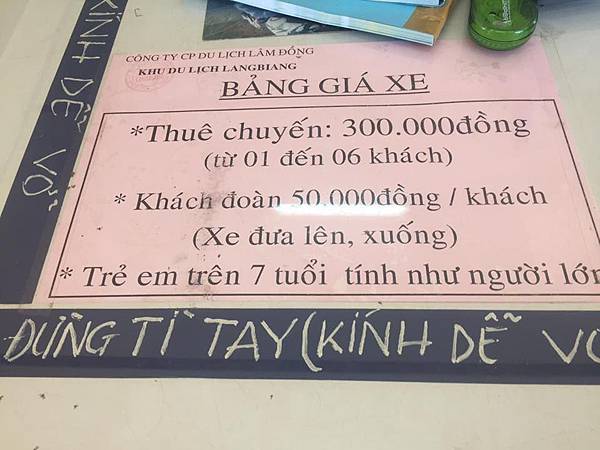 CÔNG TY CP DU LỊCH LÂM ĐỒNG
KHU DU LỊCH LANGBIANG
BẢNG GIÁ XE
*Thuê chuyến: 300.000đồng
(từ 01 đến 06 khách)
* Khách đoàn 50.000đồng / khách
(Xe đưa lên, xuống)
* Trẻ em trên 7 tuổi tính như người lớn
ĐỪNG TÌ TAY (KÍNH DỄ VỠ
KÍNH DỄ VỠ